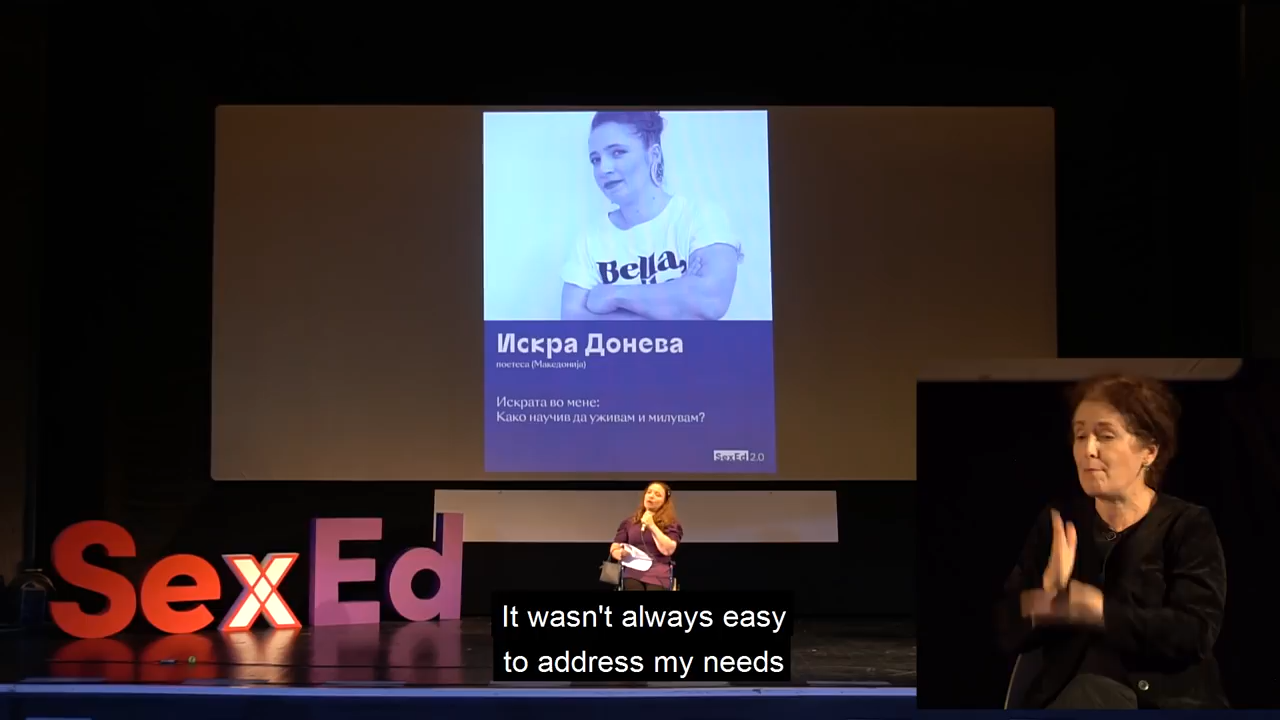 Bella,
Искра Донева
поетеса (Македонија)
Искрата во мене:
Како научив да уживам и милувам?
SexEd 2.0
SexEd
It wasn't always easy
to address my needs